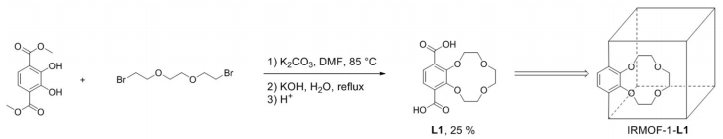 O
O
OH
OH
O
O
+
Br
O
O
Br
1) K₂CO₃, DMF, 85 °C
2) KOH, H₂O, reflux
3) H⁺
O
OH
O
O
O
O
O
OH
L1, 25 %
O
O
O
O
IRMOF-1-L1